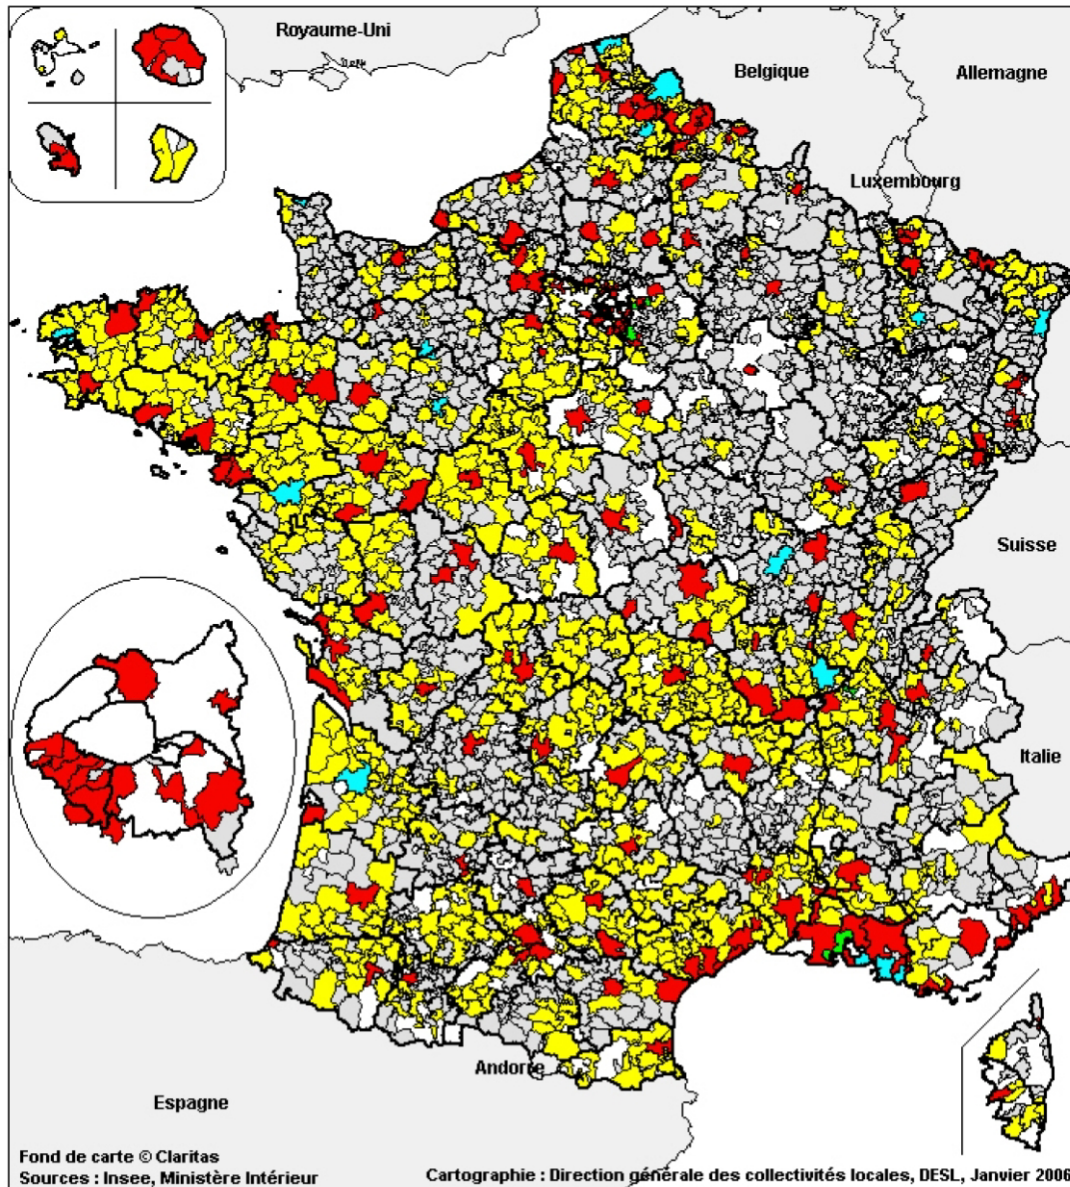 Royaume-Uni
Belgique
Allemagne
Luxembourg
Suisse
Italie
Andorre
Espagne
Fond de carte © Claritas
Sources : Insee, Ministère Intérieur
Cartographie : Direction générale des collectivités locales, DESL, Janvier 2006